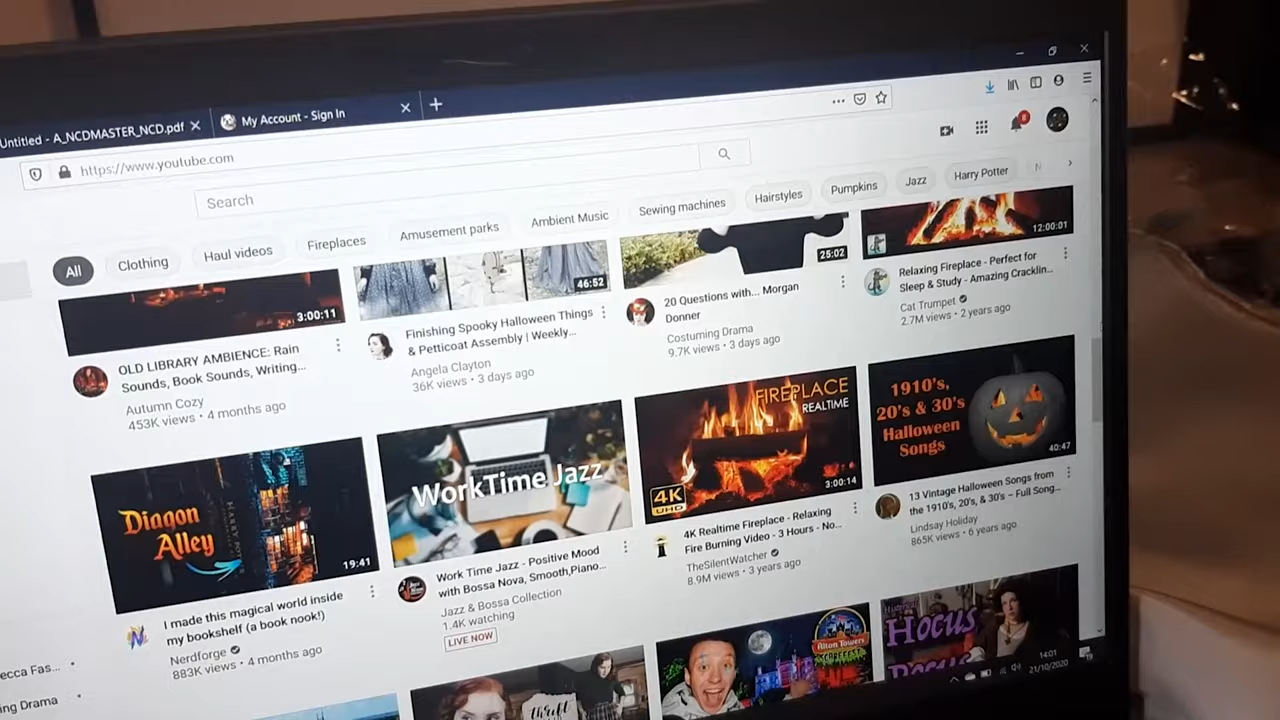 Untitled - A_NCDMASTER_NCD.pdf
My Account - Sign In
https://www.youtube.com
8
Search
All
Clothing
Haul videos
Fireplaces
Amusement parks
Ambient Music
Sewing machines
Hairstyles
Pumpkins
Jazz
Harry Potter
3:00:11
OLD LIBRARY AMBIENCE: Rain
Sounds, Book Sounds, Writing...
Autumn Cozy
453K views • 4 months ago
46:52
Finishing Spooky Halloween Things
& Petticoat Assembly | Weekly...
Angela Clayton
36K views • 3 days ago
25:02
20 Questions with... Morgan
Donner
Costuming Drama
9.7K views • 3 days ago
12:00:01
Relaxing Fireplace - Perfect for
Sleep & Study - Amazing Cracklin...
Cat Trumpet
2.7M views • 2 years ago
Diagon
Alley
HARRY
19:41
I made this magical world inside
my bookshelf (a book nook!)
Nerdforge
883K views • 4 months ago
WorkTime Jazz
Work Time Jazz - Positive Mood
with Bossa Nova, Smooth,Piano...
Jazz & Bossa Collection
1.4K watching
LIVE NOW
FIREPLACE
REALTIME
4K
UHD
3:00:14
4K Realtime Fireplace - Relaxing
Fire Burning Video - 3 Hours - No...
TheSilentWatcher
8.9M views • 3 years ago
1910's,
20's & 30's
Halloween
Songs
40:47
13 Vintage Halloween Songs from
the 1910's, 20's, & 30's – Full Song...
Lindsay Holiday
865K views • 6 years ago
ecca Fas...
ing Drama
thrift
Alton Towers
Hocus
Pocus
14:01
21/10/2020